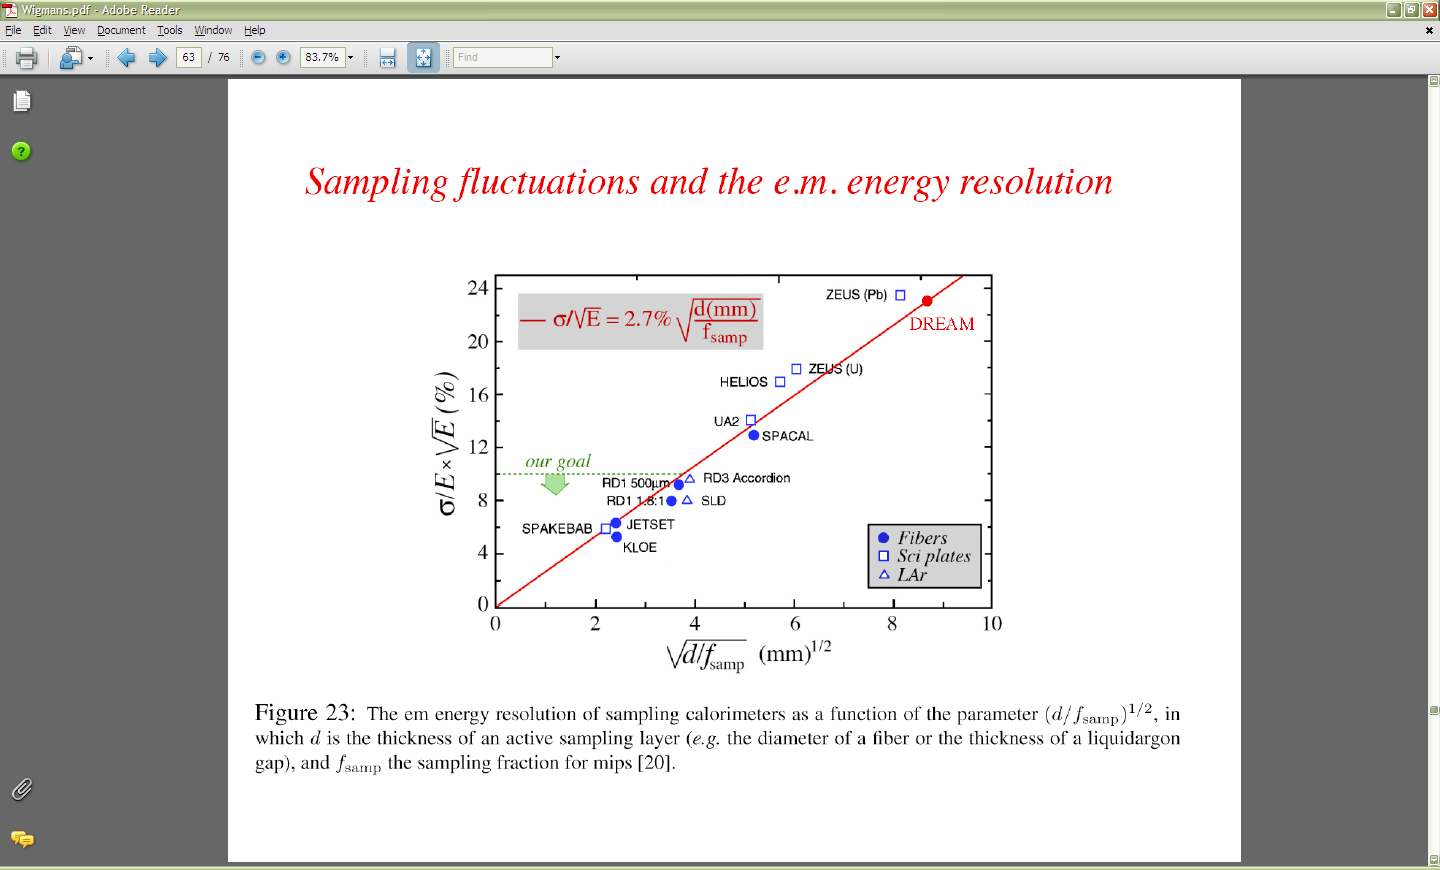 Wigmans.pdf - Adobe Reader
File Edit View Document Tools Window Help
63 / 76 83.7% Find
Sampling fluctuations and the e.m. energy resolution
24
20
16
12
8
4
0
σ/E × √E (%)
σ/√E = 2.7% √d(mm)/f_samp
ZEUS (Pb)
DREAM
ZEUS (U)
HELIOS
UA2
SPACAL
our goal
RD3 Accordion
RD1 500μm
RD1 1.8:1
SLD
SPAKEBAB
JETSET
KLOE
Fibers
Sci plates
LAr
0 2 4 6 8 10
√d/f_samp (mm)^1/2
Figure 23: The em energy resolution of sampling calorimeters as a function of the parameter (d/f_samp)^1/2, in
which d is the thickness of an active sampling layer (e.g. the diameter of a fiber or the thickness of a liquidargon
gap), and f_samp the sampling fraction for mips [20].